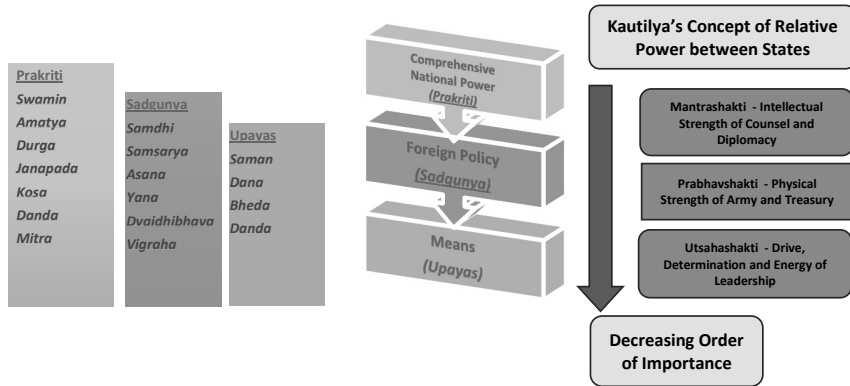 Prakriti
Swamin
Amatya
Durga
Janapada
Kosa
Danda
Mitra
Sadgunya
Samdhi
Samsarya
Asana
Yana
Dvaidhibhava
Vigraha
Upayas
Saman
Dana
Bheda
Danda
Comprehensive
National Power
(Prakriti)
Foreign Policy
(Sadgunya)
Means
(Upayas)
Kautilya’s Concept of Relative
Power between States
Mantrashakti - Intellectual
Strength of Counsel and
Diplomacy
Prabhavshakti - Physical
Strength of Army and Treasury
Utsahashakti - Drive,
Determination and Energy of
Leadership
Decreasing Order
of Importance